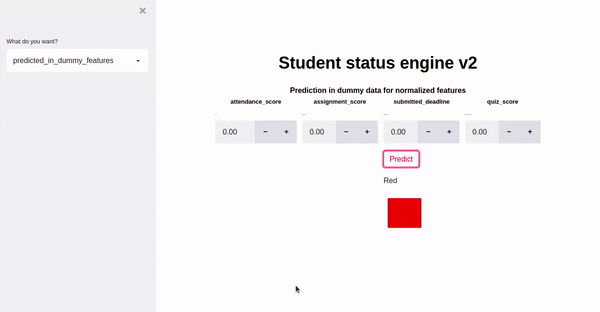 ×
What do you want?
predicted_in_dummy_features
Student status engine v2
Prediction in dummy data for normalized features
attendance_score assignment_score submitted_deadline quiz_score
0.00 − + 0.00 − + 0.00 − + 0.00 − +
Predict
Red